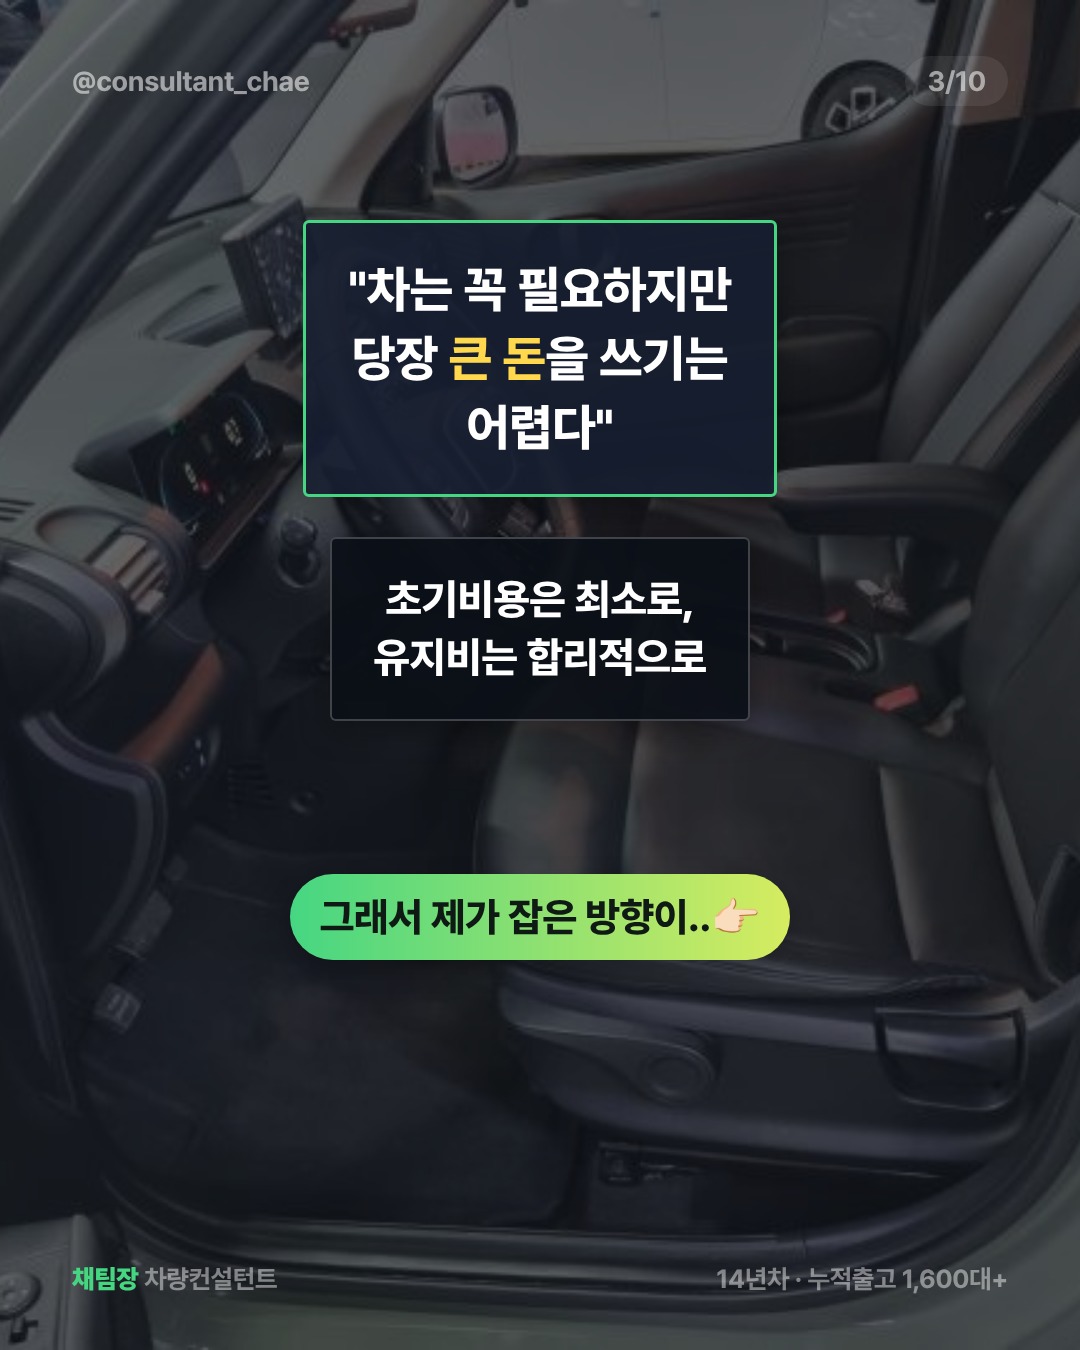 @consultant_chae
3/10
"차는 꼭 필요하지만
당장 큰 돈을 쓰기는
어렵다"
초기비용은 최소로,
유지비는 합리적으로
그래서 제가 잡은 방향이..👉🏻
채팀장 차량컨설턴트
14년차 · 누적출고 1,600대+